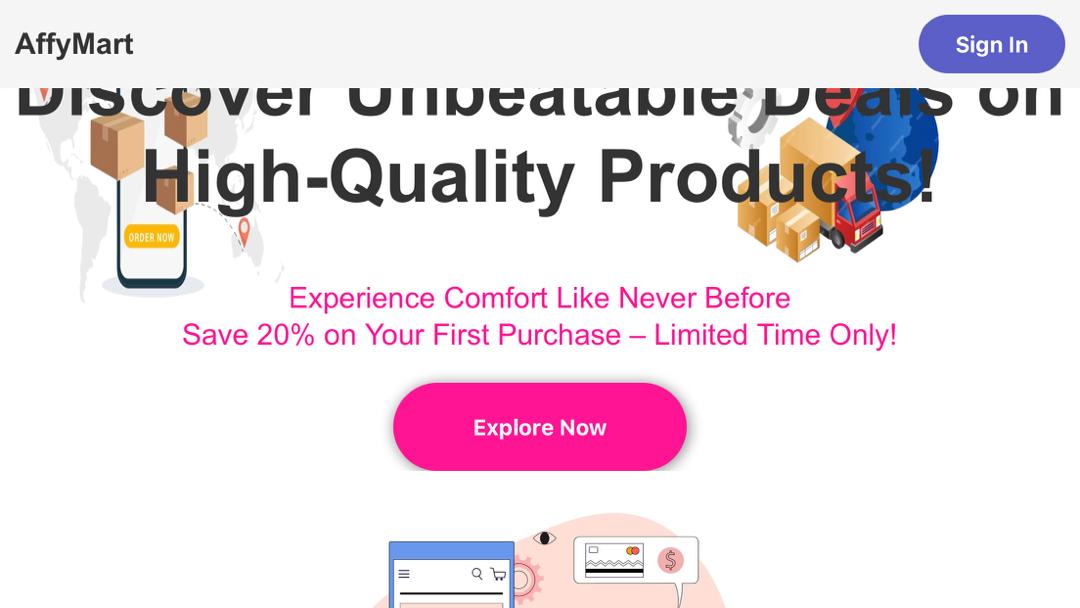 AffyMart
Sign In
Discover Unbeatable Deals on
High-Quality Products!
ORDER NOW
Experience Comfort Like Never Before
Save 20% on Your First Purchase – Limited Time Only!
Explore Now
$